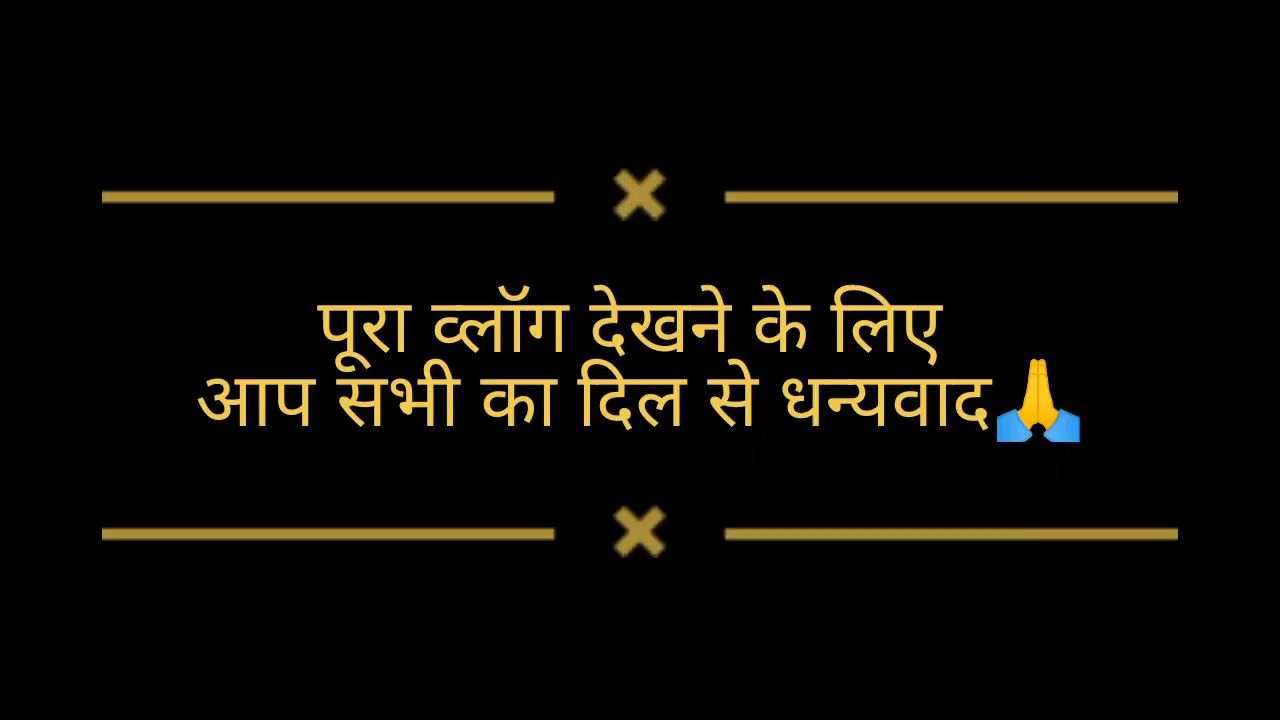 पूरा व्लॉग देखने के लिए
आप सभी का दिल से धन्यवाद🙏